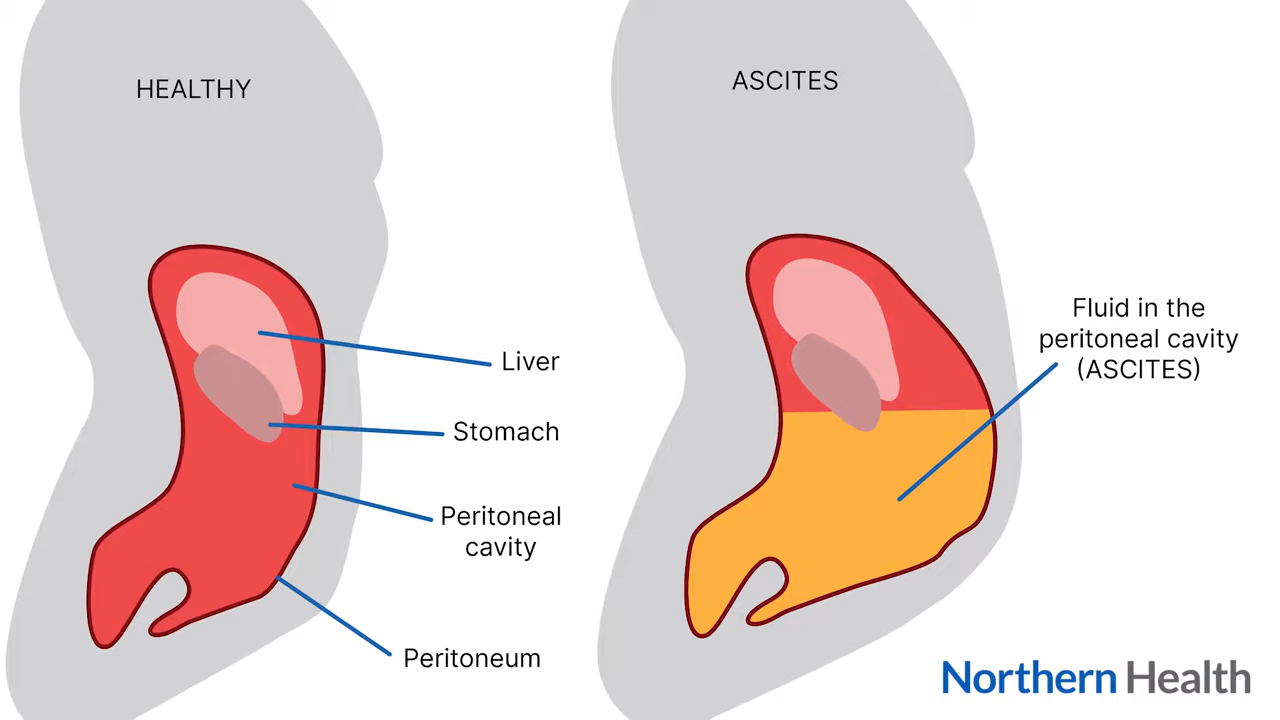 HEALTHY
Liver
Stomach
Peritoneal
cavity
Peritoneum
ASCITES
Fluid in the
peritoneal cavity
(ASCITES)
Northern Health